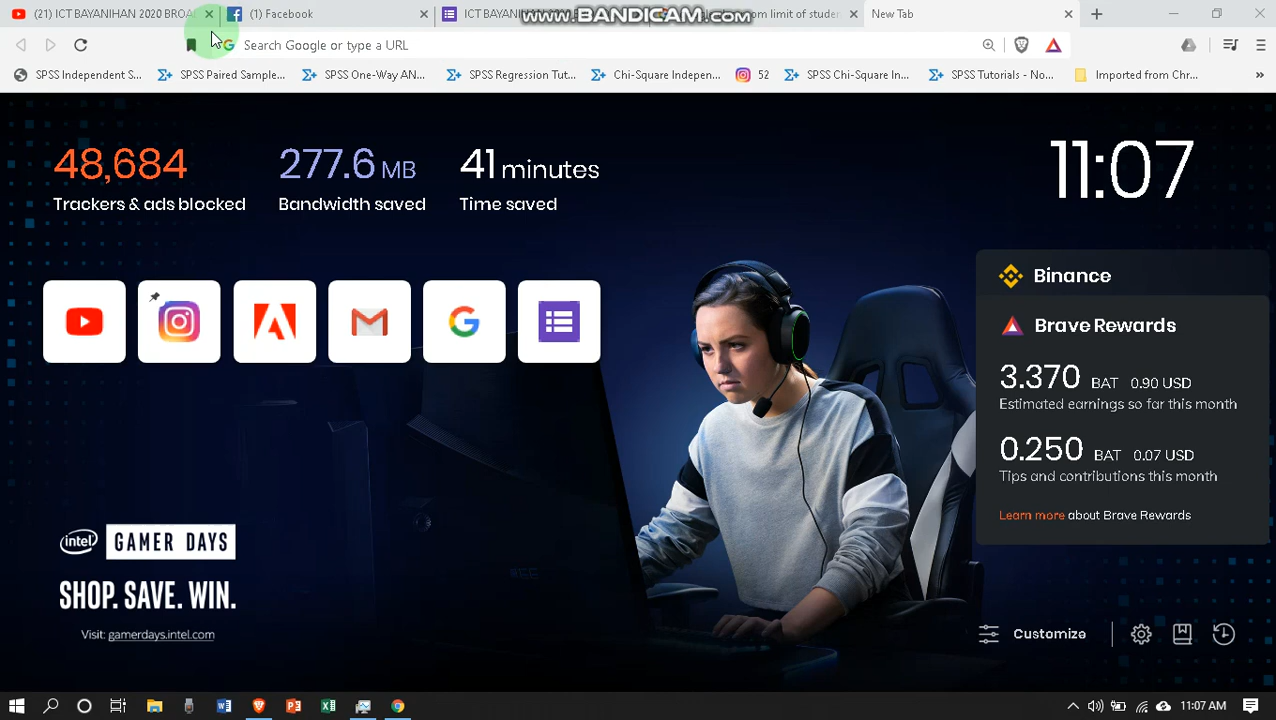 (21) ICT BAYANIHAN 2020 BROA
(1) Facebook
ICT BAYANIHAN 2020
om limit of studen
New Tab
www.BANDICAM.com
Search Google or type a URL
SPSS Independent S...
SPSS Paired Sample...
SPSS One-Way AN...
SPSS Regression Tut...
Chi-Square Indepen...
52
SPSS Chi-Square In...
SPSS Tutorials - No...
Imported from Chr...
»
48,684
Trackers & ads blocked
277.6 MB
Bandwidth saved
41 minutes
Time saved
11:07
Binance
Brave Rewards
3.370 BAT 0.90 USD
Estimated earnings so far this month
0.250 BAT 0.07 USD
Tips and contributions this month
Learn more about Brave Rewards
intel GAMER DAYS
SHOP. SAVE. WIN.
Visit: gamerdays.intel.com
Customize
11:07 AM